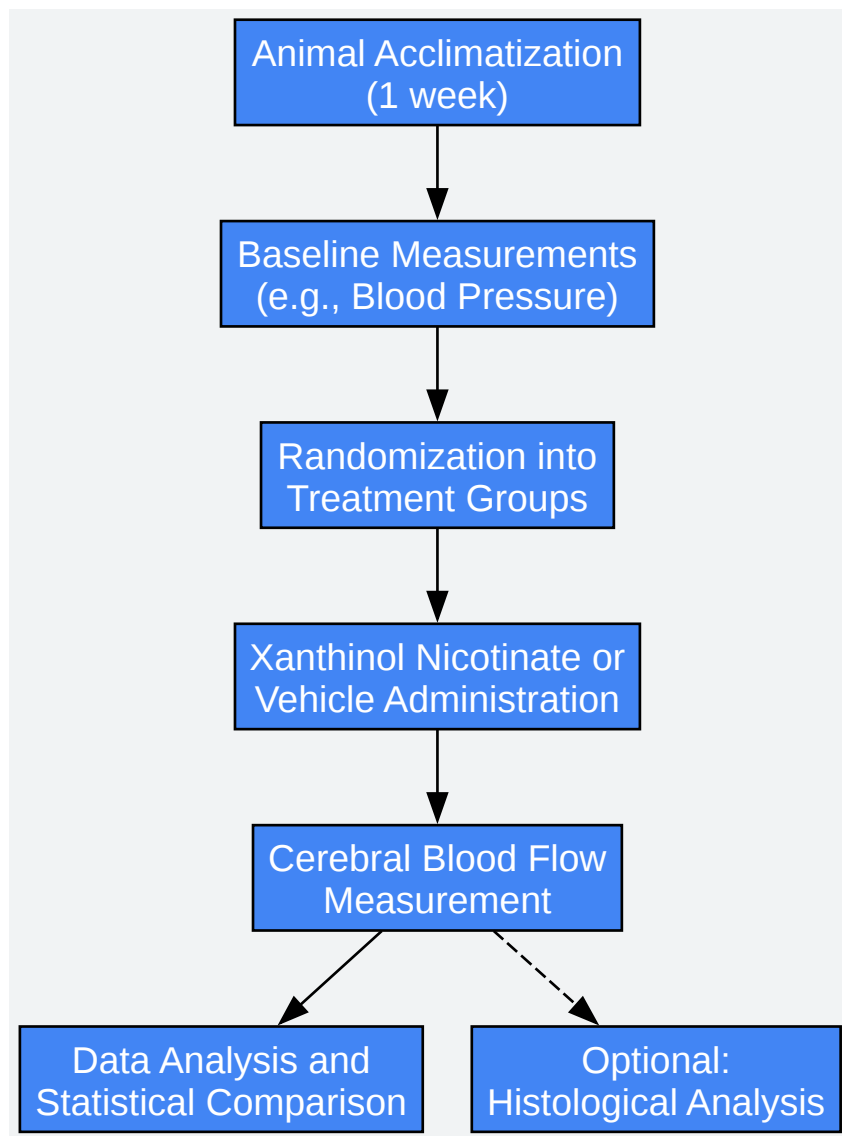 Animal Acclimatization
(1 week)
Baseline Measurements
(e.g., Blood Pressure)
Randomization into
Treatment Groups
Xanthinol Nicotinate or
Vehicle Administration
Cerebral Blood Flow
Measurement
Data Analysis and
Statistical Comparison
Optional:
Histological Analysis